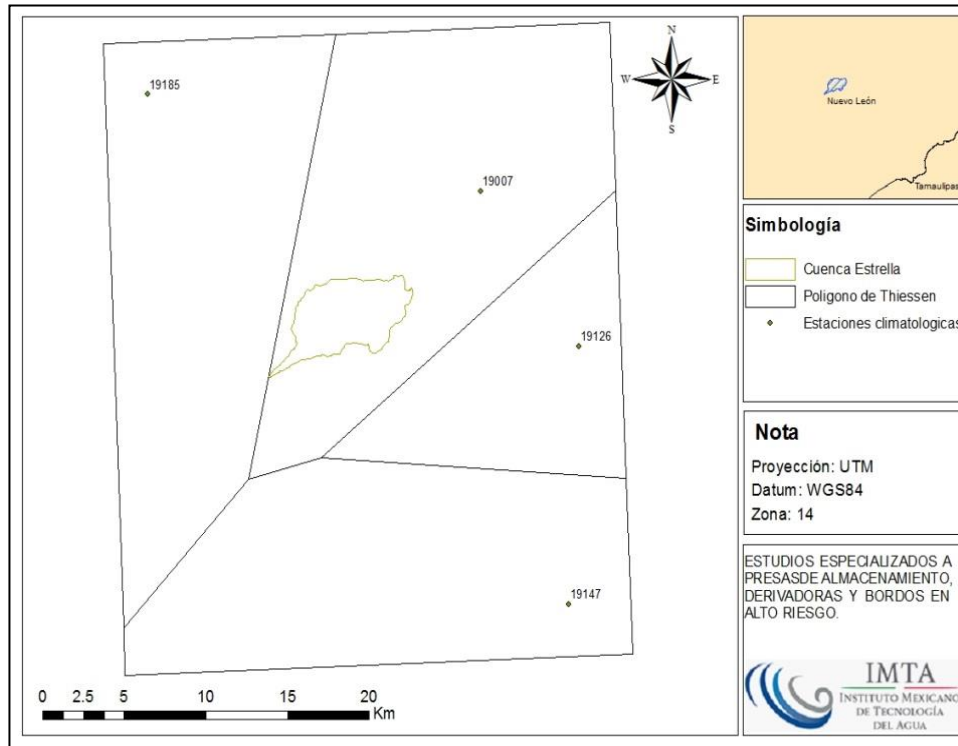 19185
19007
19126
19147
N
W
E
S
0 2.5 5 10 15 20
Km
Nuevo León
Tamaulipas
Simbología
Cuenca Estrella
Poligono de Thiessen
Estaciones climatologicas
Nota
Proyección: UTM
Datum: WGS84
Zona: 14
ESTUDIOS ESPECIALIZADOS A
PRESASDE ALMACENAMIENTO,
DERIVADORAS Y BORDOS EN
ALTO RIESGO.
IMTA
INSTITUTO MEXICANO
DE TECNOLOGÍA
DEL AGUA